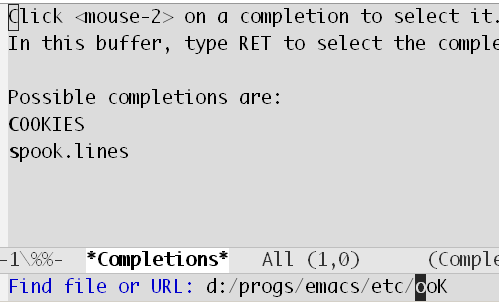 Click <mouse-2> on a completion to select it.
In this buffer, type RET to select the comple
Possible completions are:
COOKIES
spook.lines
-1\%%-  *Completions*   All (1,0)      (Comple
Find file or URL: d:/progs/emacs/etc/ooK